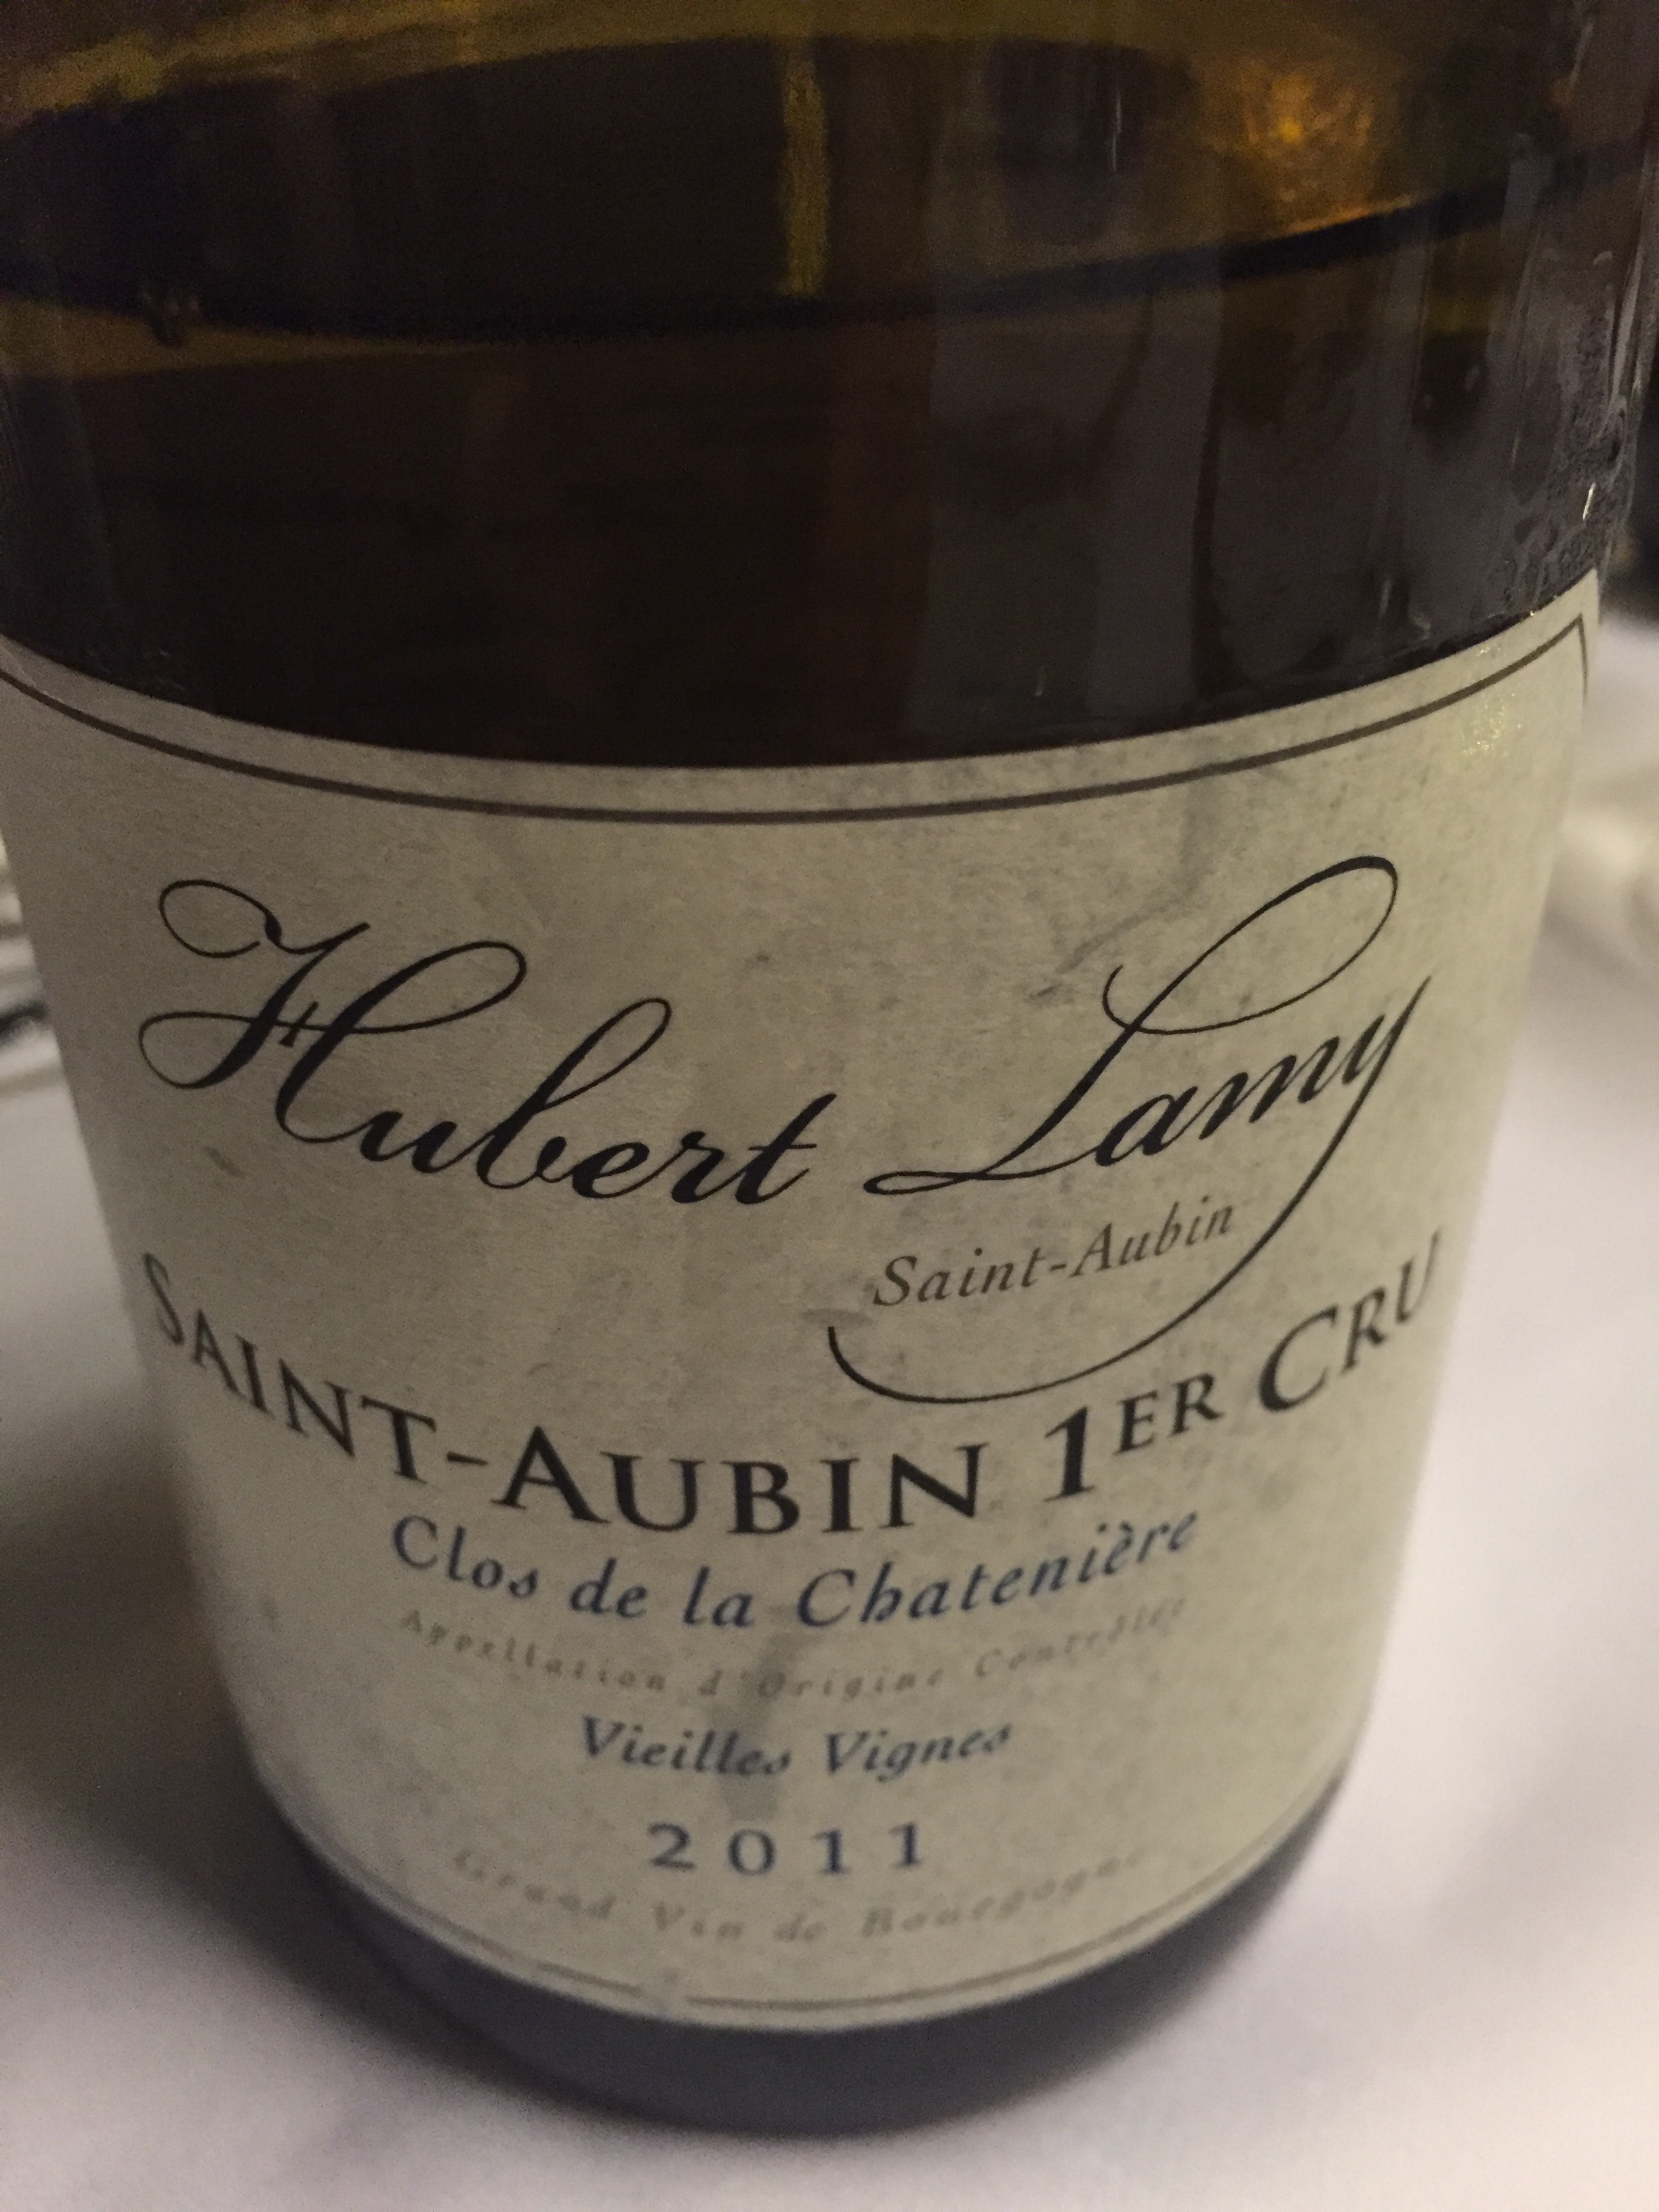 Hubert Lamy
Saint-Aubin
SAINT-AUBIN 1ER CRU
Clos de la Chatenière
Appellation d'Origine Contrôlée
Vieilles Vignes
2011
Grand Vin de Bourgogne